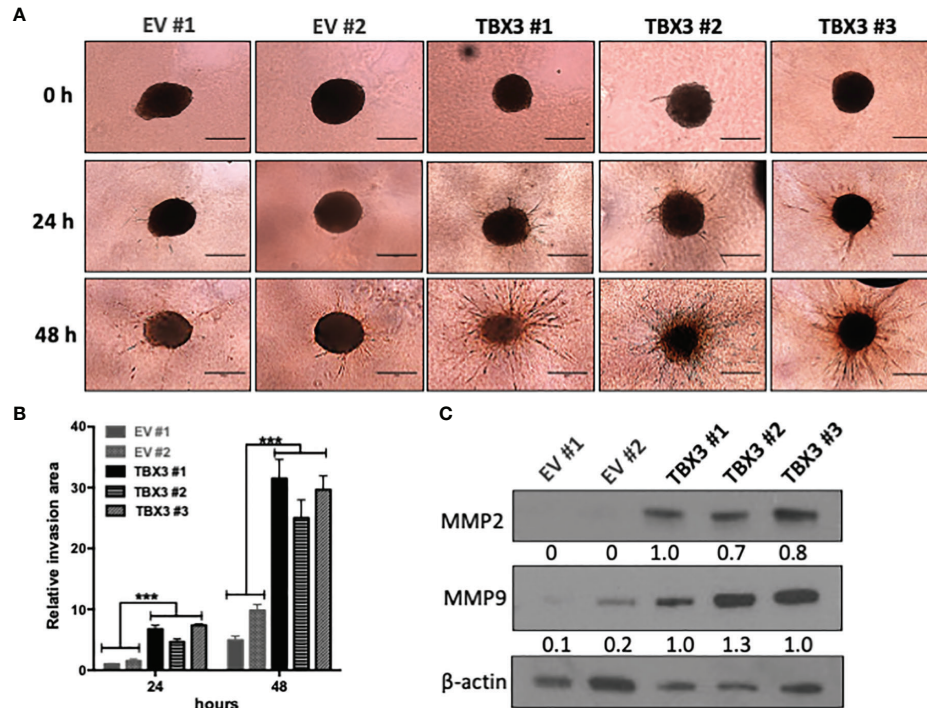 A
EV #1 EV #2 TBX3 #1 TBX3 #2 TBX3 #3
0 h
24 h
48 h
B
Relative invasion area
40
30
20
10
0
EV #1
EV #2
TBX3 #1
TBX3 #2
TBX3 #3
***
***
24 48
hours
C
EV #1 EV #2 TBX3 #1 TBX3 #2 TBX3 #3
MMP2
0 0 1.0 0.7 0.8
MMP9
0.1 0.2 1.0 1.3 1.0
β-actin